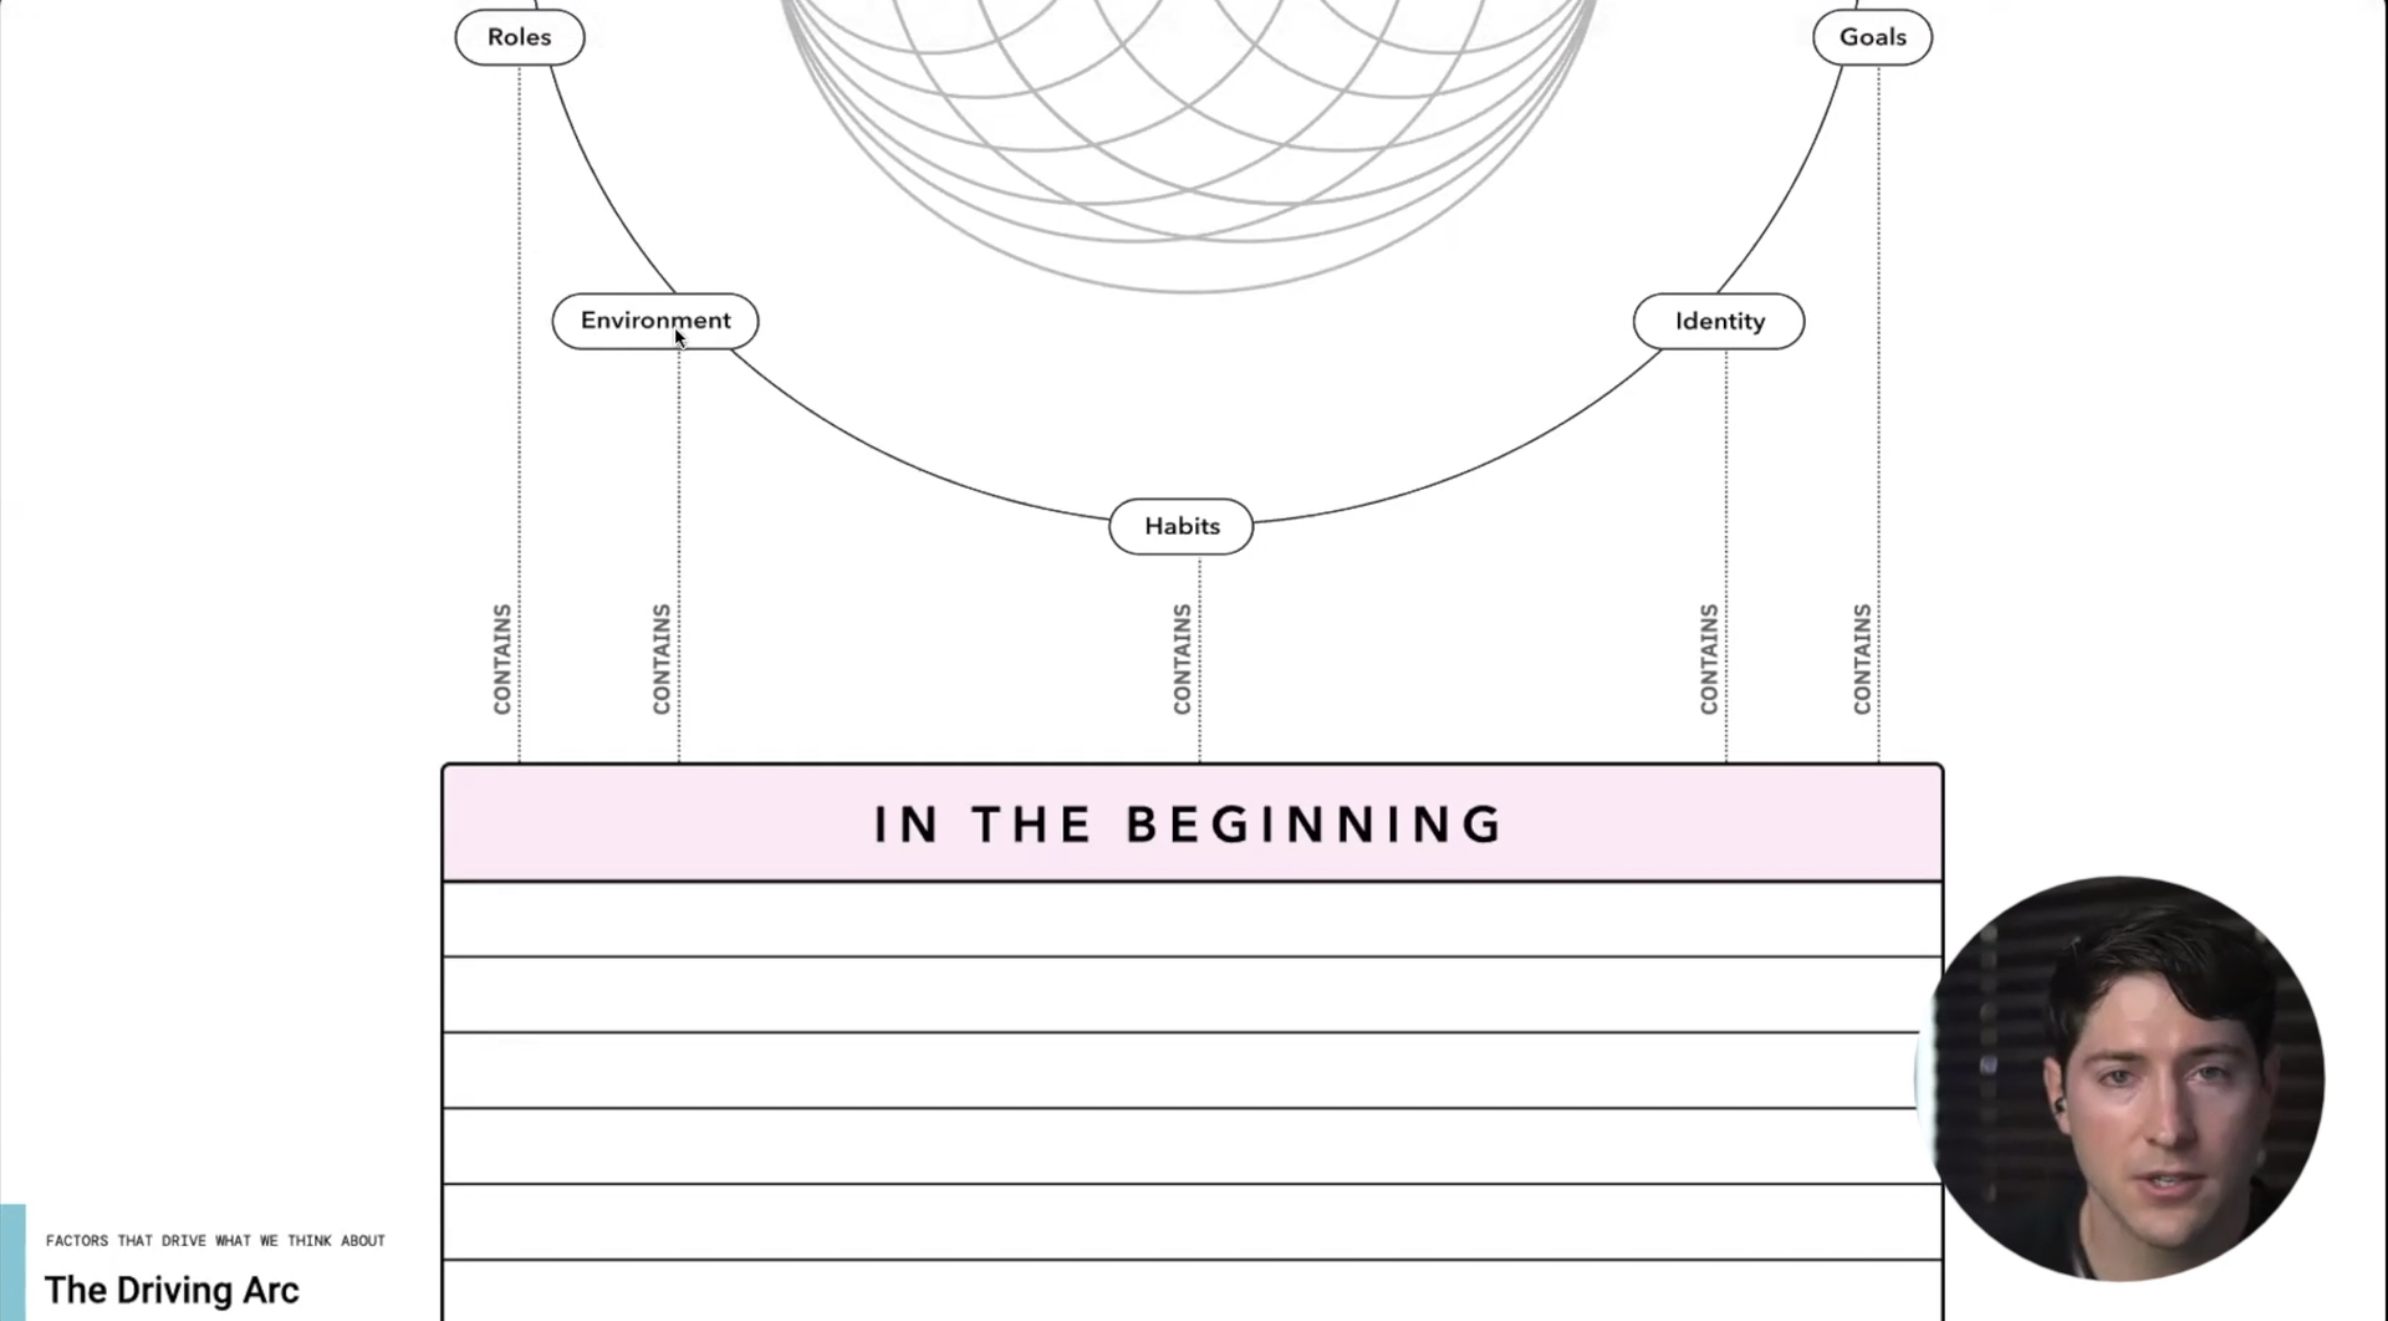 Roles
Goals
Environment
Identity
Habits
CONTAINS
CONTAINS
CONTAINS
CONTAINS
CONTAINS
IN THE BEGINNING
FACTORS THAT DRIVE WHAT WE THINK ABOUT
The Driving Arc